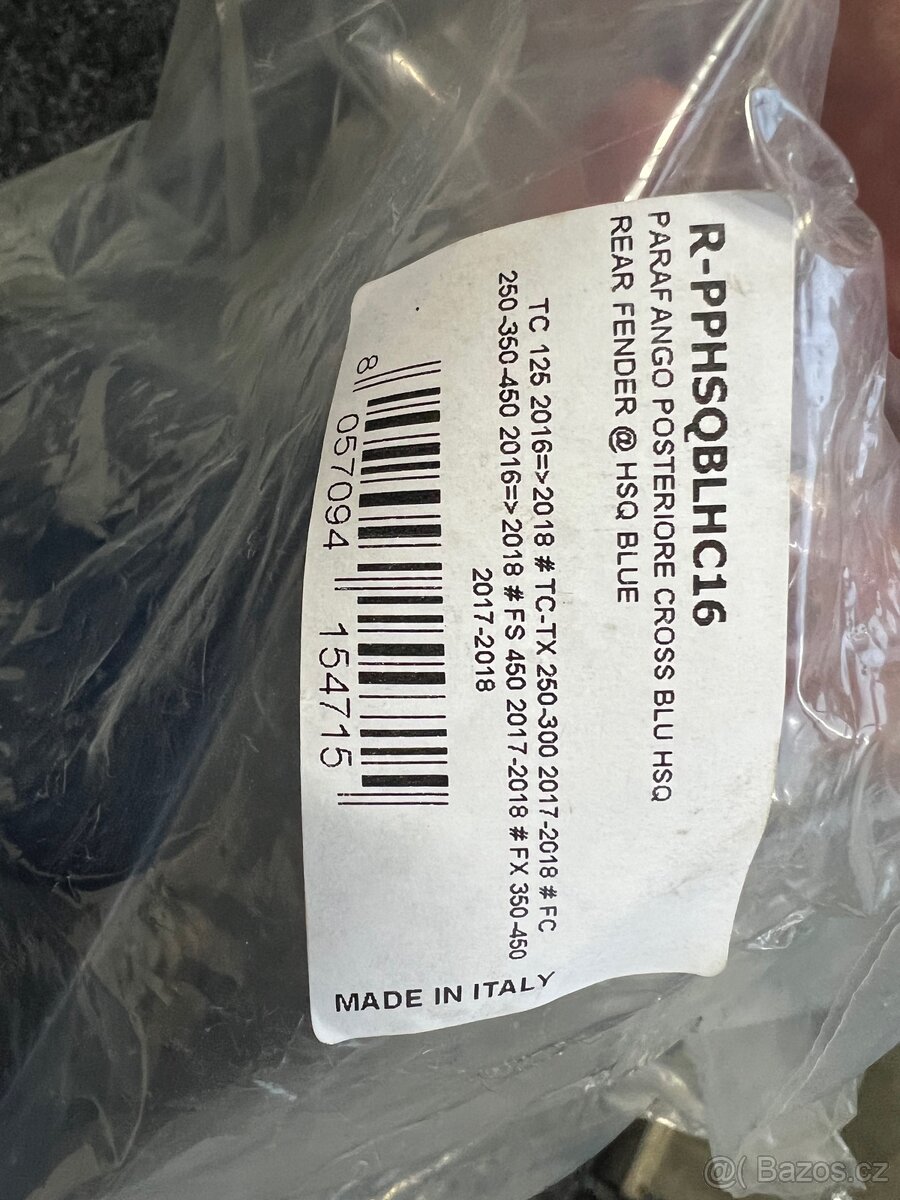 R-PPHSQBLHC16
PARAFANGO POSTERIORE CROSS BLU HSQ
REAR FENDER @ HSQ BLUE
TC 125 2016=>2018 # TC-TX 250-300 2017-2018 # FC
250-350-450 2016=> 2018 # FS 450 2017-2018 # FX 350-450
2017-2018
8 057094 154715
MADE IN ITALY
@( Bazos.cz